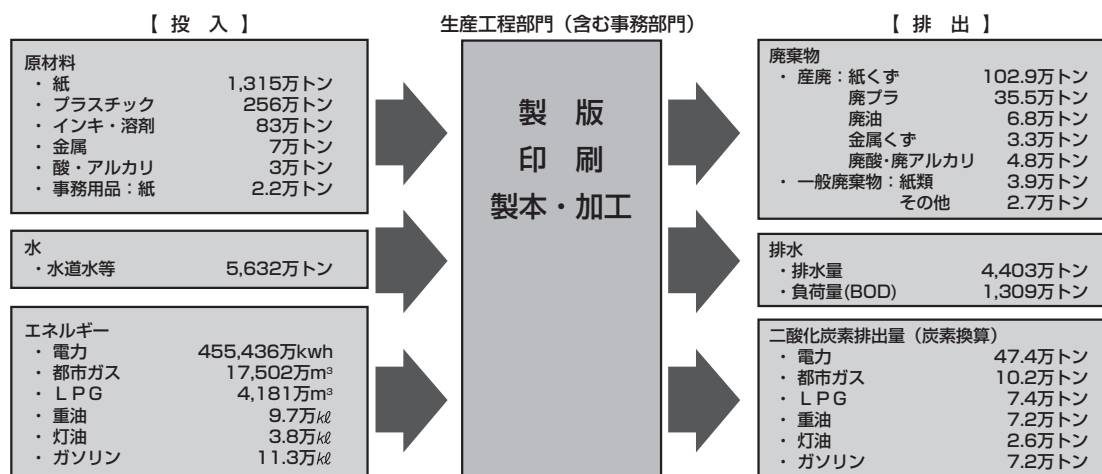 【 投 入 】
原材料
・ 紙 1,315万トン
・ プラスチック 256万トン
・ インキ・溶剤 83万トン
・ 金属 7万トン
・ 酸・アルカリ 3万トン
・ 事務用品：紙 2.2万トン
水
・水道水等 5,632万トン
エネルギー
・ 電力 455,436万kwh
・ 都市ガス 17,502万m³
・ ＬＰＧ 4,181万m³
・ 重油 9.7万㎘
・ 灯油 3.8万㎘
・ ガソリン 11.3万㎘
生産工程部門（含む事務部門）
製 版
印 刷
製本・加工
【 排 出 】
廃棄物
・ 産廃：紙くず 102.9万トン
廃プラ 35.5万トン
廃油 6.8万トン
金属くず 3.3万トン
廃酸・廃アルカリ 4.8万トン
・ 一般廃棄物：紙類 3.9万トン
その他 2.7万トン
排水
・排水量 4,403万トン
・負荷量(BOD) 1,309万トン
二酸化炭素排出量（炭素換算）
・ 電力 47.4万トン
・ 都市ガス 10.2万トン
・ ＬＰＧ 7.4万トン
・ 重油 7.2万トン
・ 灯油 2.6万トン
・ ガソリン 7.2万トン